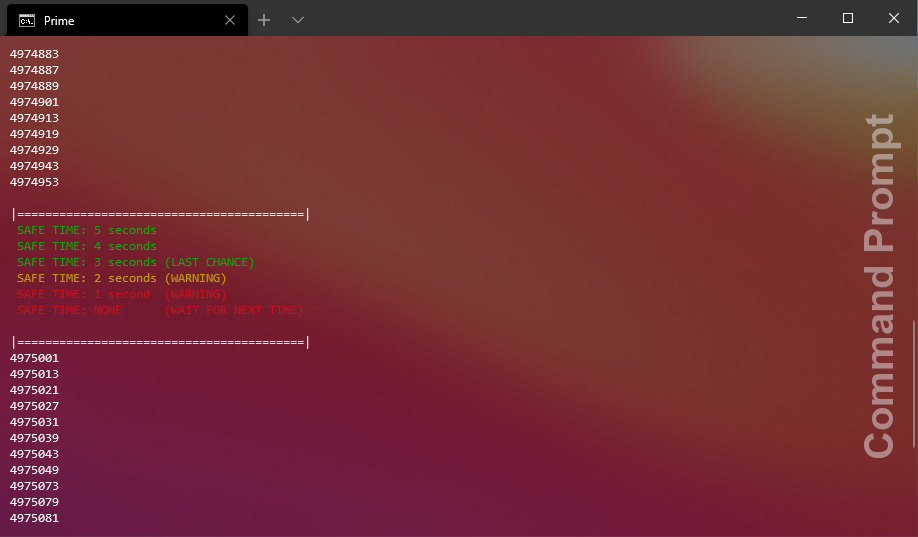 Prime
4974883
4974887
4974889
4974901
4974913
4974919
4974929
4974943
4974953
|=========================================|
SAFE TIME: 5 seconds
SAFE TIME: 4 seconds
SAFE TIME: 3 seconds (LAST CHANCE)
SAFE TIME: 2 seconds (WARNING)
SAFE TIME: 1 second  (WARNING)
SAFE TIME: NONE      (WAIT FOR NEXT TIME)
|=========================================|
4975001
4975013
4975021
4975027
4975031
4975039
4975043
4975049
4975073
4975079
4975081
Command Prompt